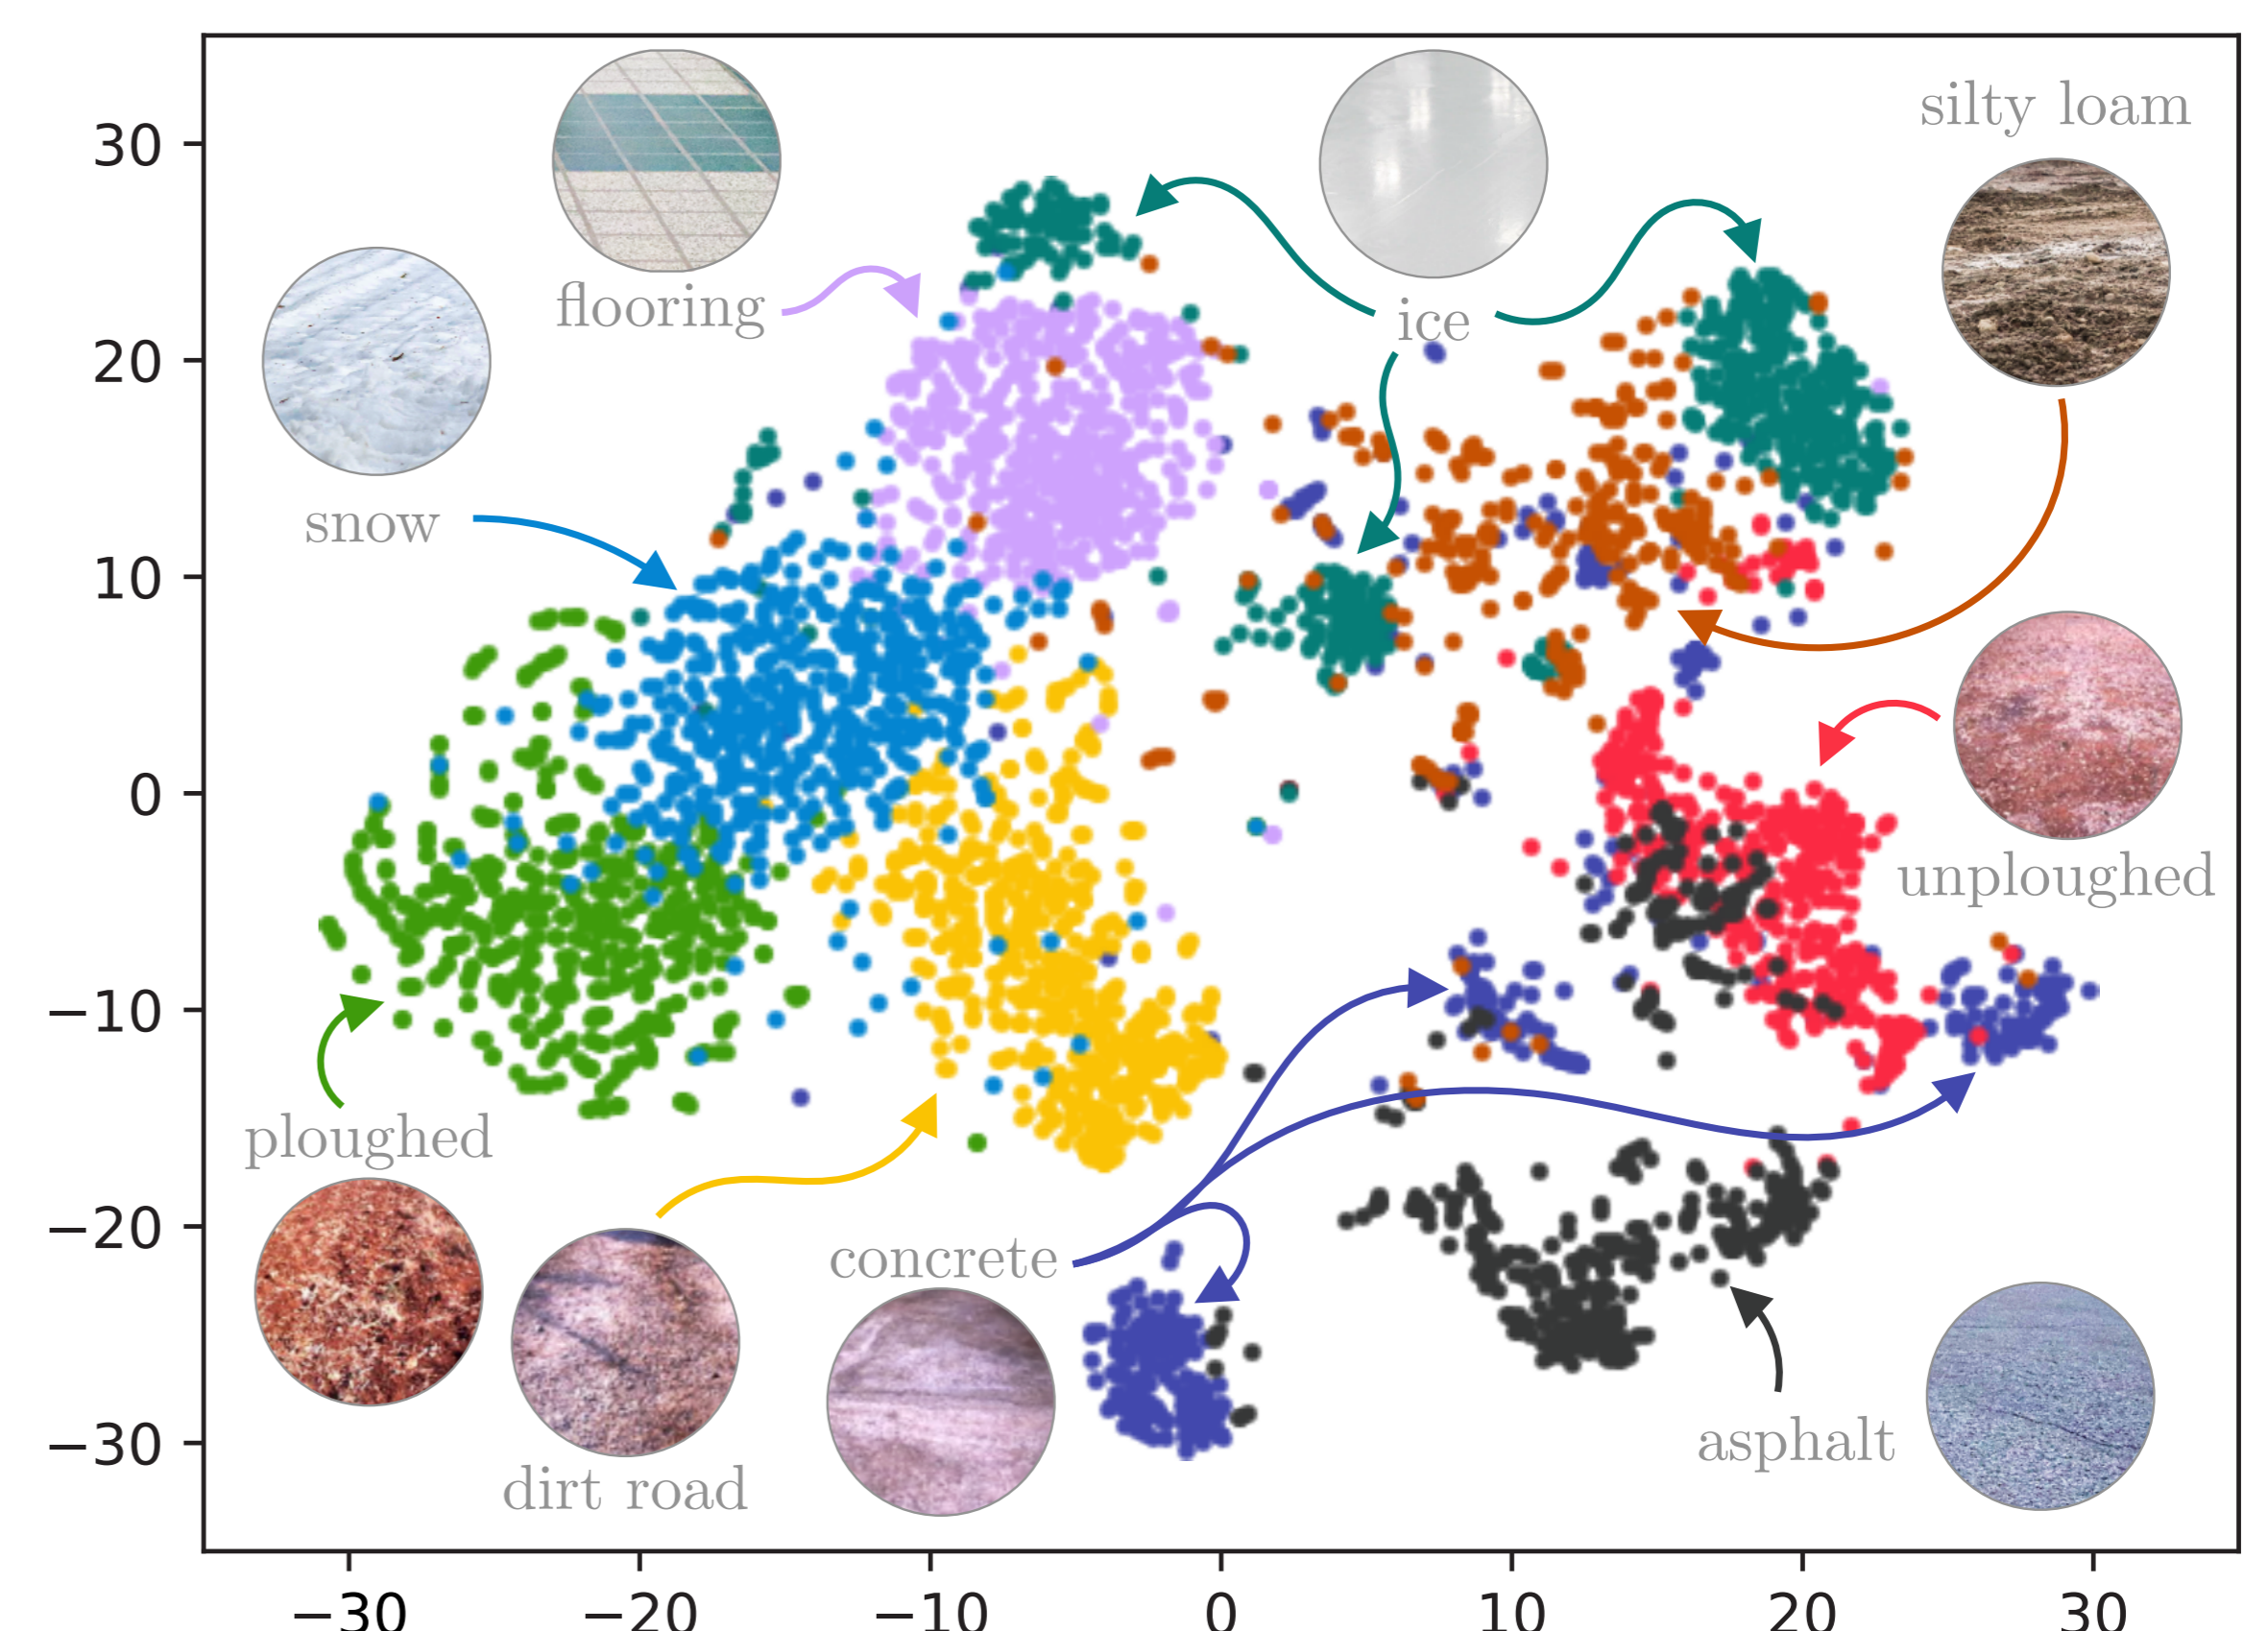 silty loam
30
flooring
ice
20
snow
10
0
unploughed
−10
ploughed
−20
concrete
asphalt
−30
dirt road
−30 −20 −10 0 10 20 30